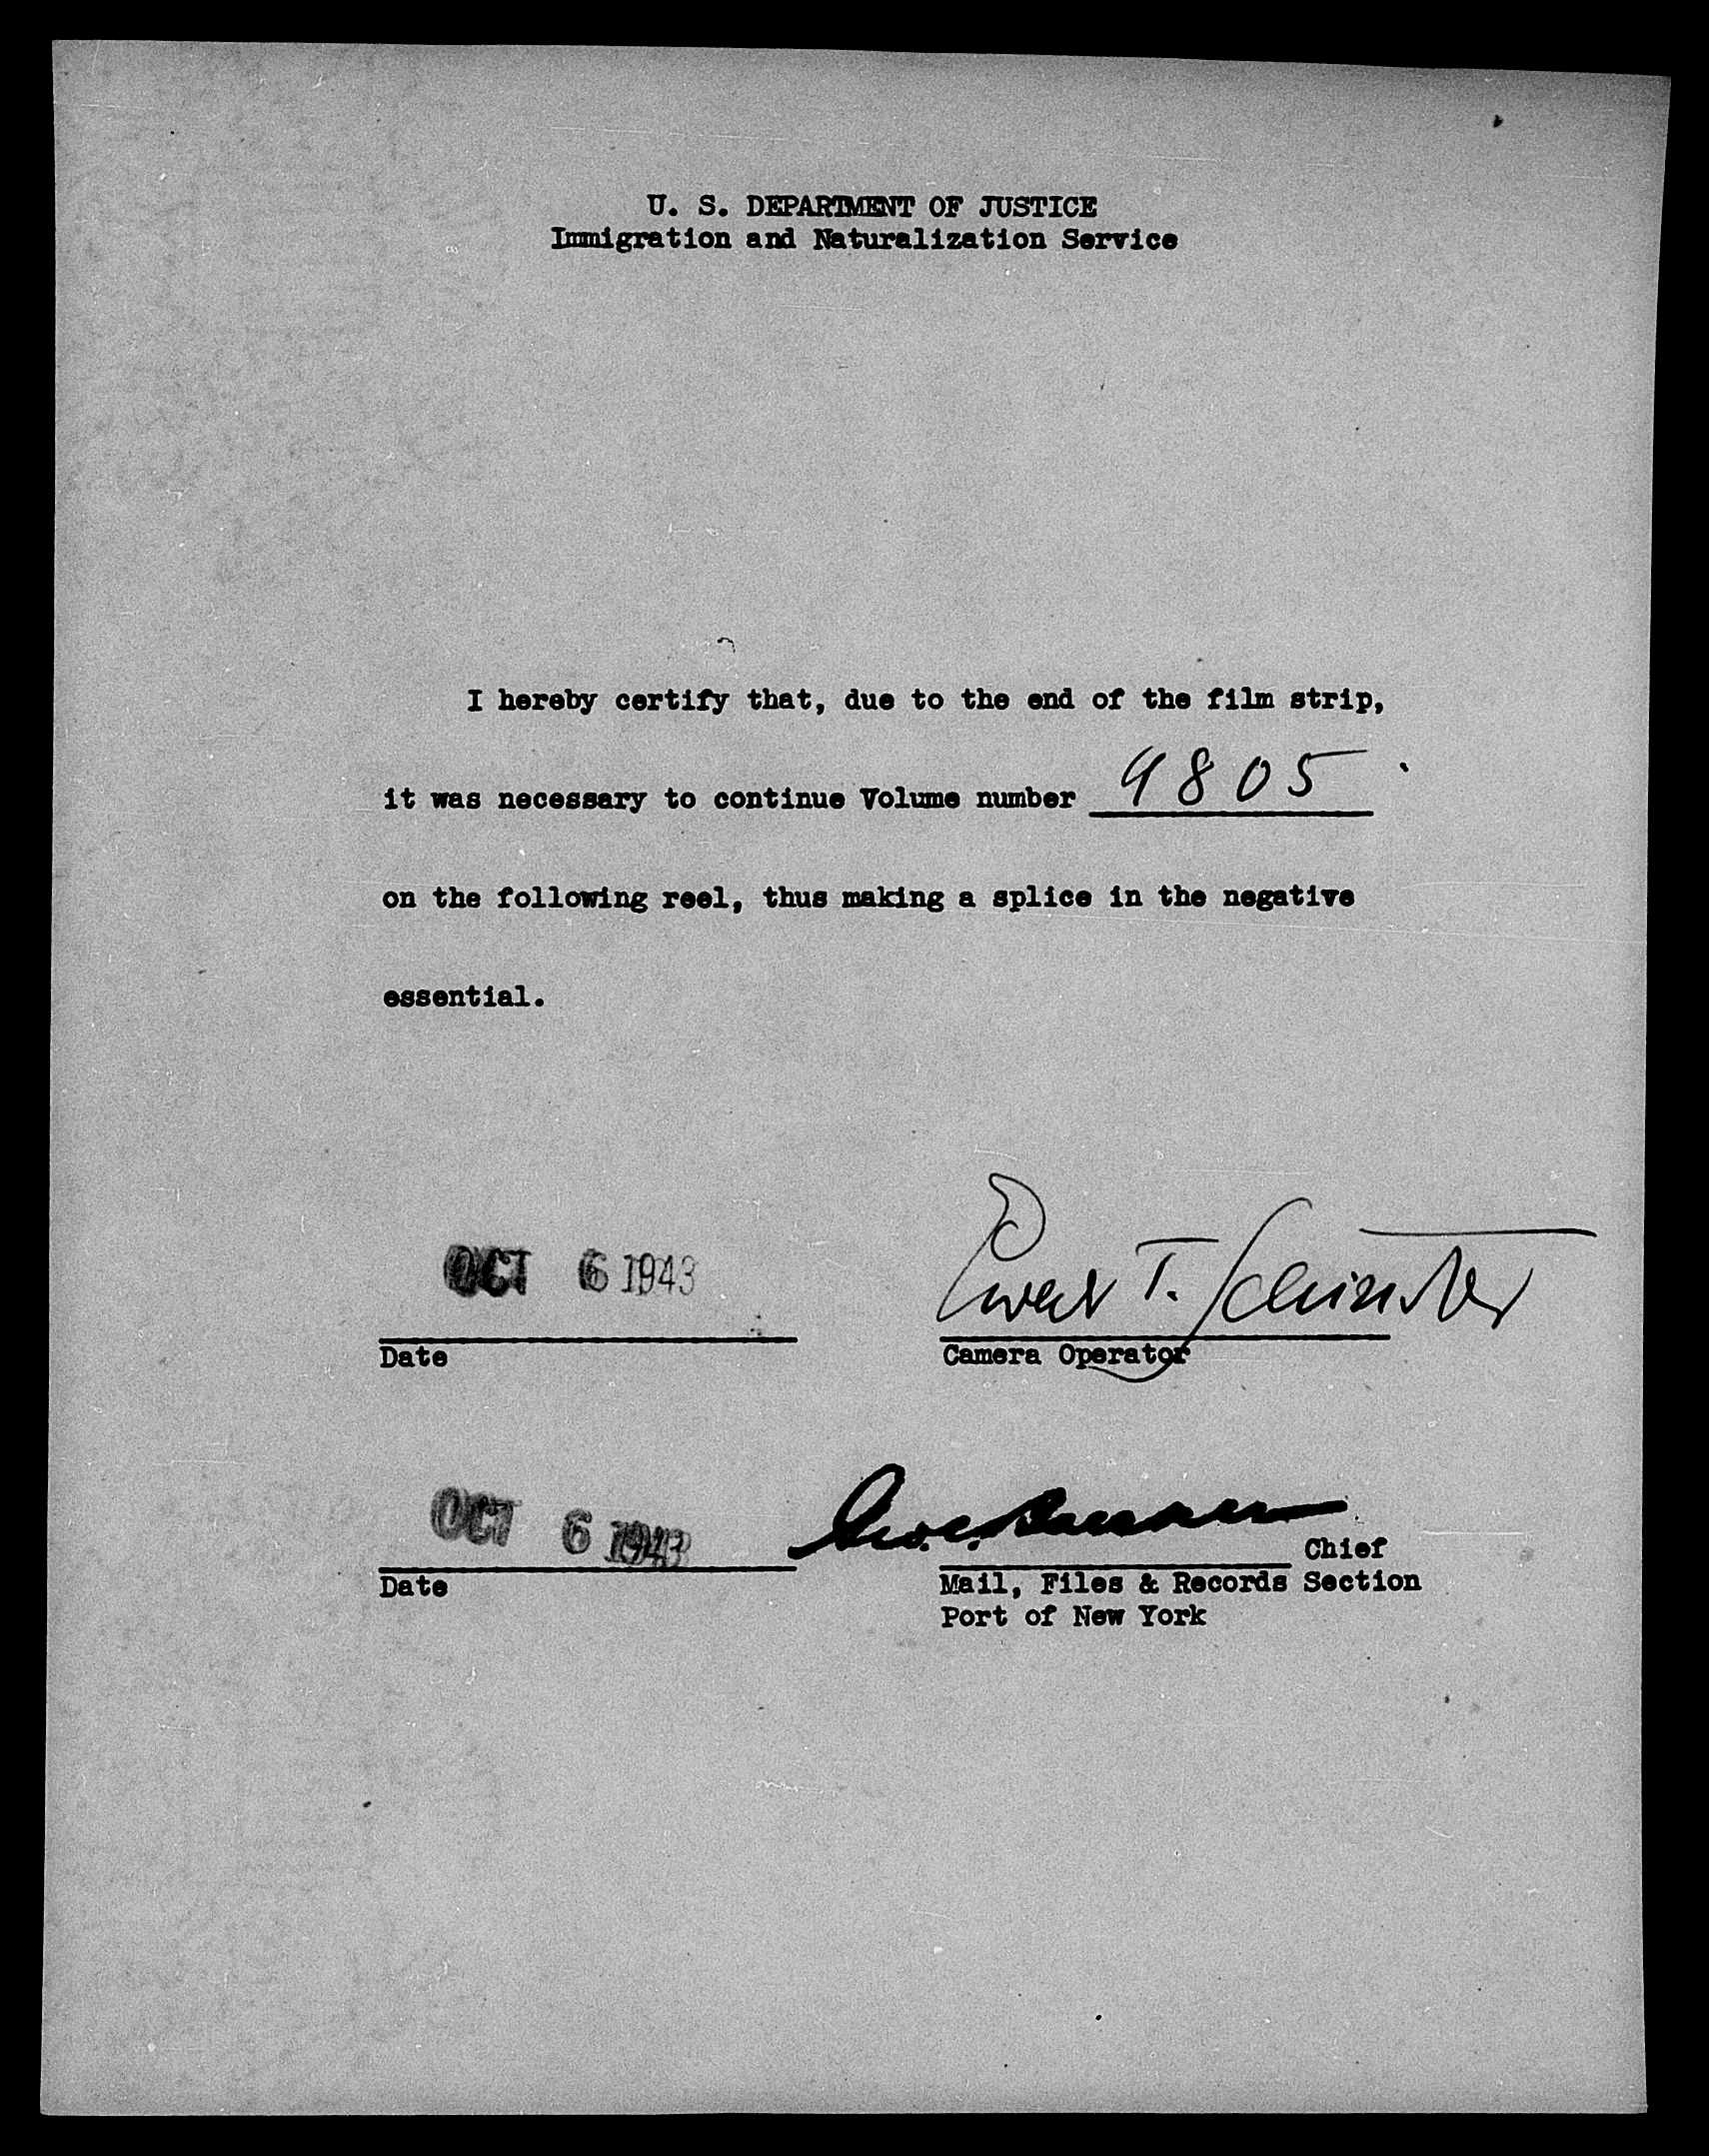 U. S. DEPARTMENT OF JUSTICE
Immigration and Naturalization Service
I hereby certify that, due to the end of the film strip,
it was necessary to continue Volume number 9805
on the following reel, thus making a splice in the negative
essential.
OCT 6 1943
T.
Date
Camera Operator
OCT 6 1943
Chief
Date
Mail, Files & Records Section
Port of New York